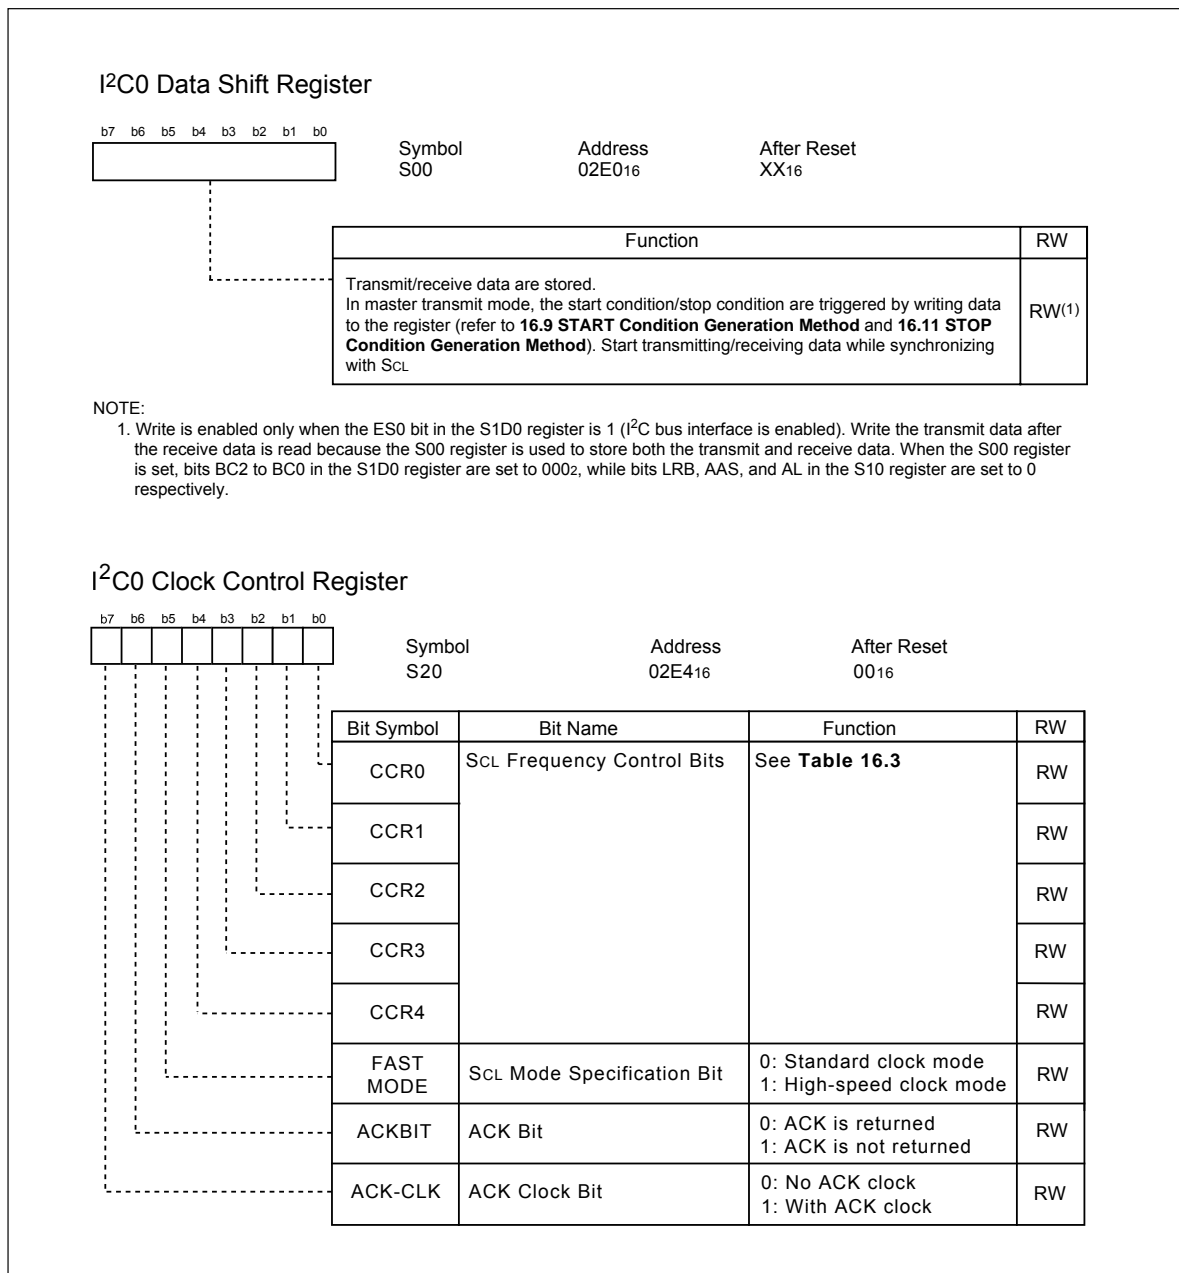 I2C0 Data Shift Register
b7 b6 b5 b4 b3 b2 b1 b0
Symbol Address After Reset
S00 02E016 XX16
Function RW
Transmit/receive data are stored.
In master transmit mode, the start condition/stop condition are triggered by writing data
to the register (refer to 16.9 START Condition Generation Method and 16.11 STOP
Condition Generation Method). Start transmitting/receiving data while synchronizing
with SCL
RW(1)
NOTE:
1. Write is enabled only when the ES0 bit in the S1D0 register is 1 (I2C bus interface is enabled). Write the transmit data after
the receive data is read because the S00 register is used to store both the transmit and receive data. When the S00 register
is set, bits BC2 to BC0 in the S1D0 register are set to 0002, while bits LRB, AAS, and AL in the S10 register are set to 0
respectively.
I2C0 Clock Control Register
b7 b6 b5 b4 b3 b2 b1 b0
Symbol Address After Reset
S20 02E416 0016
Bit Symbol Bit Name Function RW
CCR0 SCL Frequency Control Bits See Table 16.3 RW
CCR1 RW
CCR2 RW
CCR3 RW
CCR4 RW
FAST MODE SCL Mode Specification Bit 0: Standard clock mode
1: High-speed clock mode RW
ACKBIT ACK Bit 0: ACK is returned
1: ACK is not returned RW
ACK-CLK ACK Clock Bit 0: No ACK clock
1: With ACK clock RW